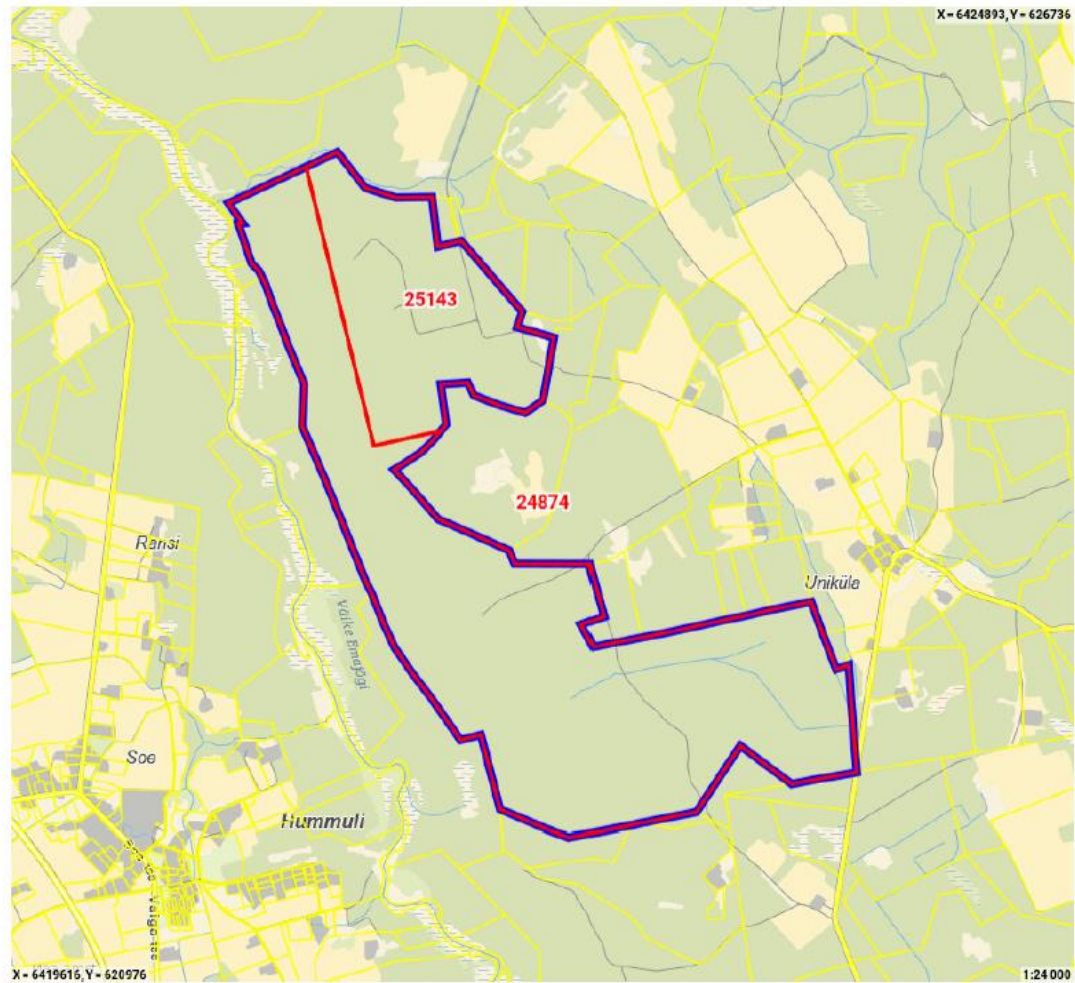 X = 6424893, Y = 626736
25143
24874
Ransi
Uniküla
Väike Emajõgi
Soe
Hummuli
X = 6419616, Y = 620976
1:24 000